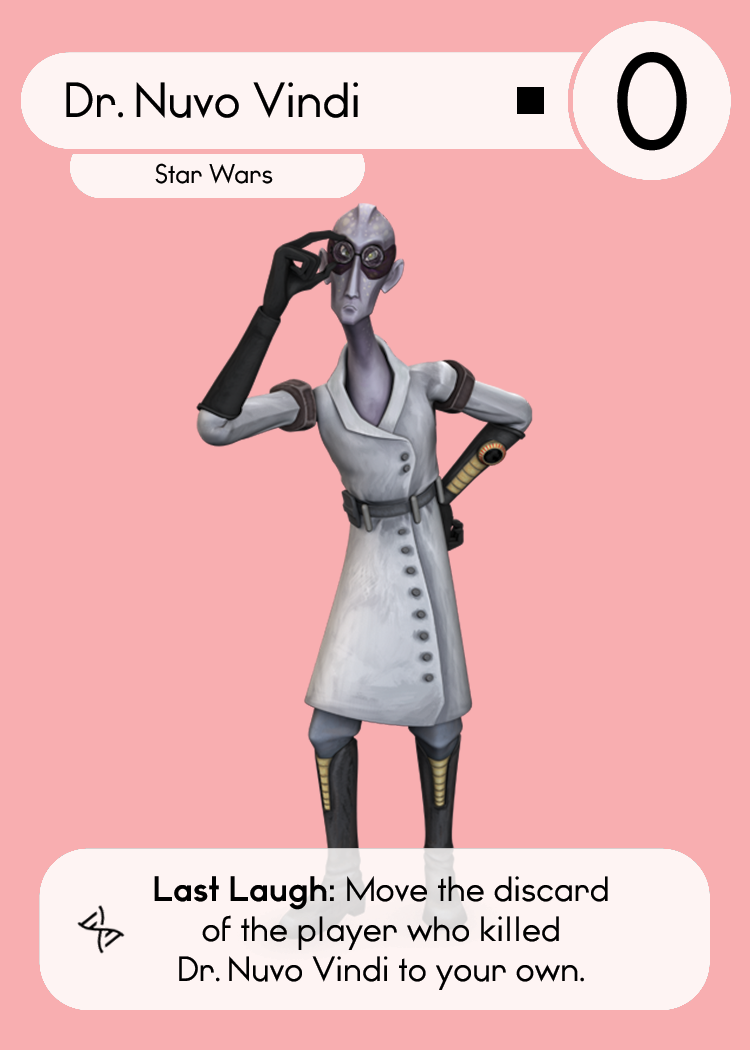 Dr. Nuvo Vindi
0
Star Wars
Last Laugh: Move the discard
of the player who killed
Dr. Nuvo Vindi to your own.